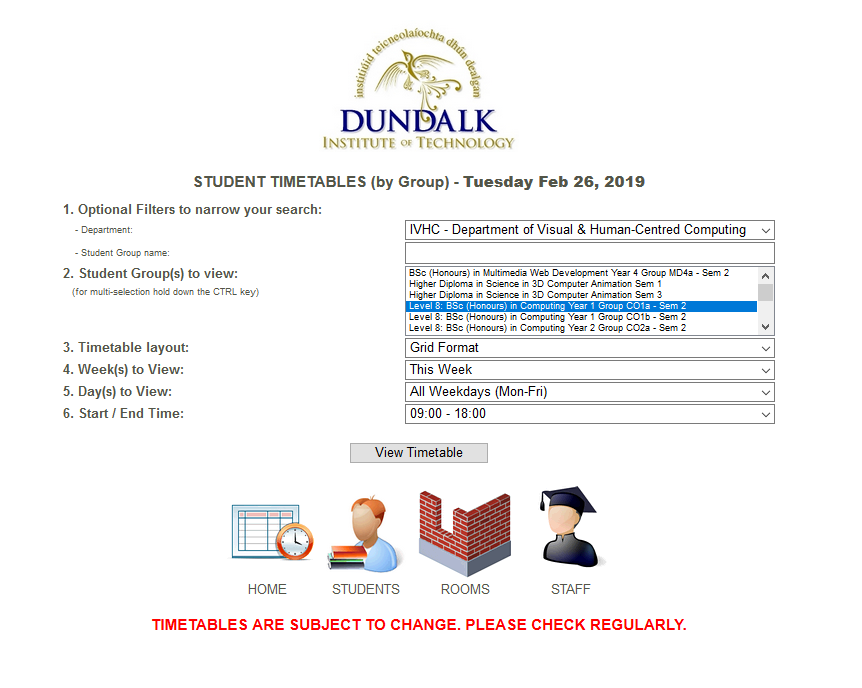 institiúid teicneolaíochta dhún dealgan
DUNDALK
INSTITUTE OF TECHNOLOGY
STUDENT TIMETABLES (by Group) - Tuesday Feb 26, 2019
1. Optional Filters to narrow your search:
- Department:
IVHC - Department of Visual & Human-Centred Computing
- Student Group name:
2. Student Group(s) to view:
(for multi-selection hold down the CTRL key)
BSc (Honours) in Multimedia Web Development Year 4 Group MD4a - Sem 2
Higher Diploma in Science in 3D Computer Animation Sem 1
Higher Diploma in Science in 3D Computer Animation Sem 3
Level 8: BSc (Honours) in Computing Year 1 Group CO1a - Sem 2
Level 8: BSc (Honours) in Computing Year 1 Group CO1b - Sem 2
Level 8: BSc (Honours) in Computing Year 2 Group CO2a - Sem 2
3. Timetable layout:
Grid Format
4. Week(s) to View:
This Week
5. Day(s) to View:
All Weekdays (Mon-Fri)
6. Start / End Time:
09:00 - 18:00
View Timetable
HOME
STUDENTS
ROOMS
STAFF
TIMETABLES ARE SUBJECT TO CHANGE. PLEASE CHECK REGULARLY.